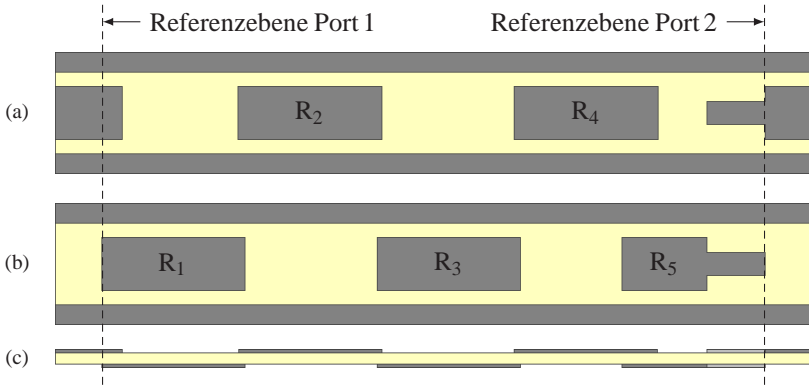 Referenzebene Port 1 Referenzebene Port 2
(a) R2 R4
(b) R1 R3 R5
(c)